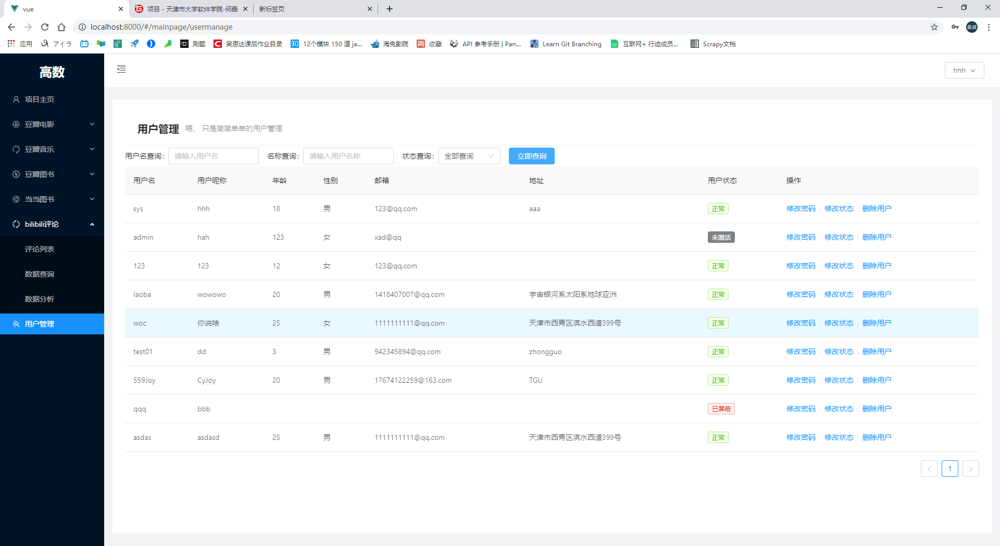 vue
项目 - 天津市大学软件学院-何晶
新标签页
localhost:8000/#/mainpage/usermanage
嘉威
应用
アイラ
刷题
吴恩达课后作业目录
知 12个模块 150 道 ja...
海兔影院
简 收藏
API 参考手册 | Pan...
Learn Git Branching
互联网+ 行迹成员...
Scrapy文档
高数
hhh
项目主页
豆瓣电影
豆瓣音乐
豆瓣图书
当当图书
bilibili评论
评论列表
数据查询
数据分析
用户管理
用户管理 嗯， 只是简简单单的用户管理
用户名查询: 请输入用户名 名称查询: 请输入用户名称 状态查询: 全部查询 立即查询
用户名 用户昵称 年龄 性别 邮箱 地址 用户状态 操作
sys hhh 18 男 123@qq.com aaa 正常 修改密码 修改状态 删除用户
admin hah 123 女 xad@qq 未激活 修改密码 修改状态 删除用户
123 123 12 女 123@qq.com 正常 修改密码 修改状态 删除用户
laoba wowowo 20 男 1418407007@qq.com 宇宙银河系太阳系地球亚洲 正常 修改密码 修改状态 删除用户
woc 你说啥 25 女 1111111111@qq.com 天津市西青区滨水西道399号 正常 修改密码 修改状态 删除用户
test01 dd 3 男 942345894@qq.com zhongguo 正常 修改密码 修改状态 删除用户
559Joy CyJoy 20 男 17674122259@163.com TGU 正常 修改密码 修改状态 删除用户
qqq bbb 已屏蔽 修改密码 修改状态 删除用户
asdas asdasd 25 男 1111111111@qq.com 天津市西青区滨水西道399号 正常 修改密码 修改状态 删除用户
1